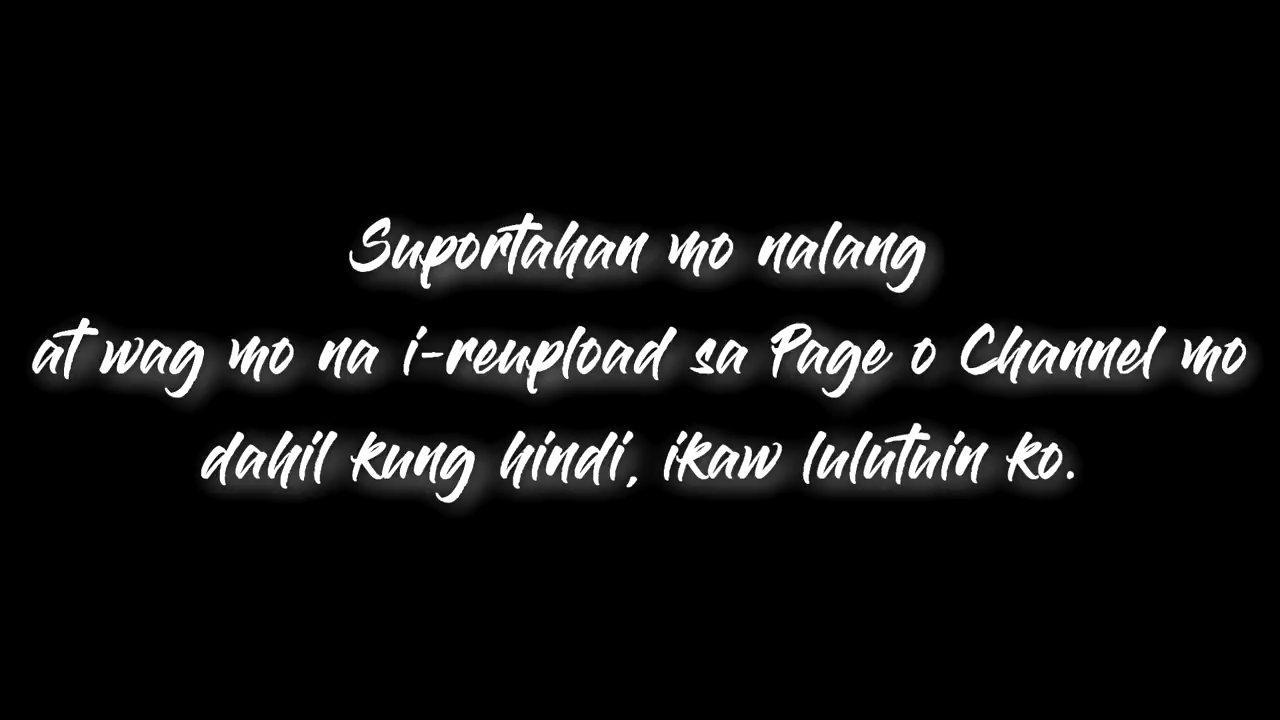 Suportahan mo nalang
at wag mo na i-reupload sa Page o Channel mo
dahil kung hindi, ikaw lulutuin ko.